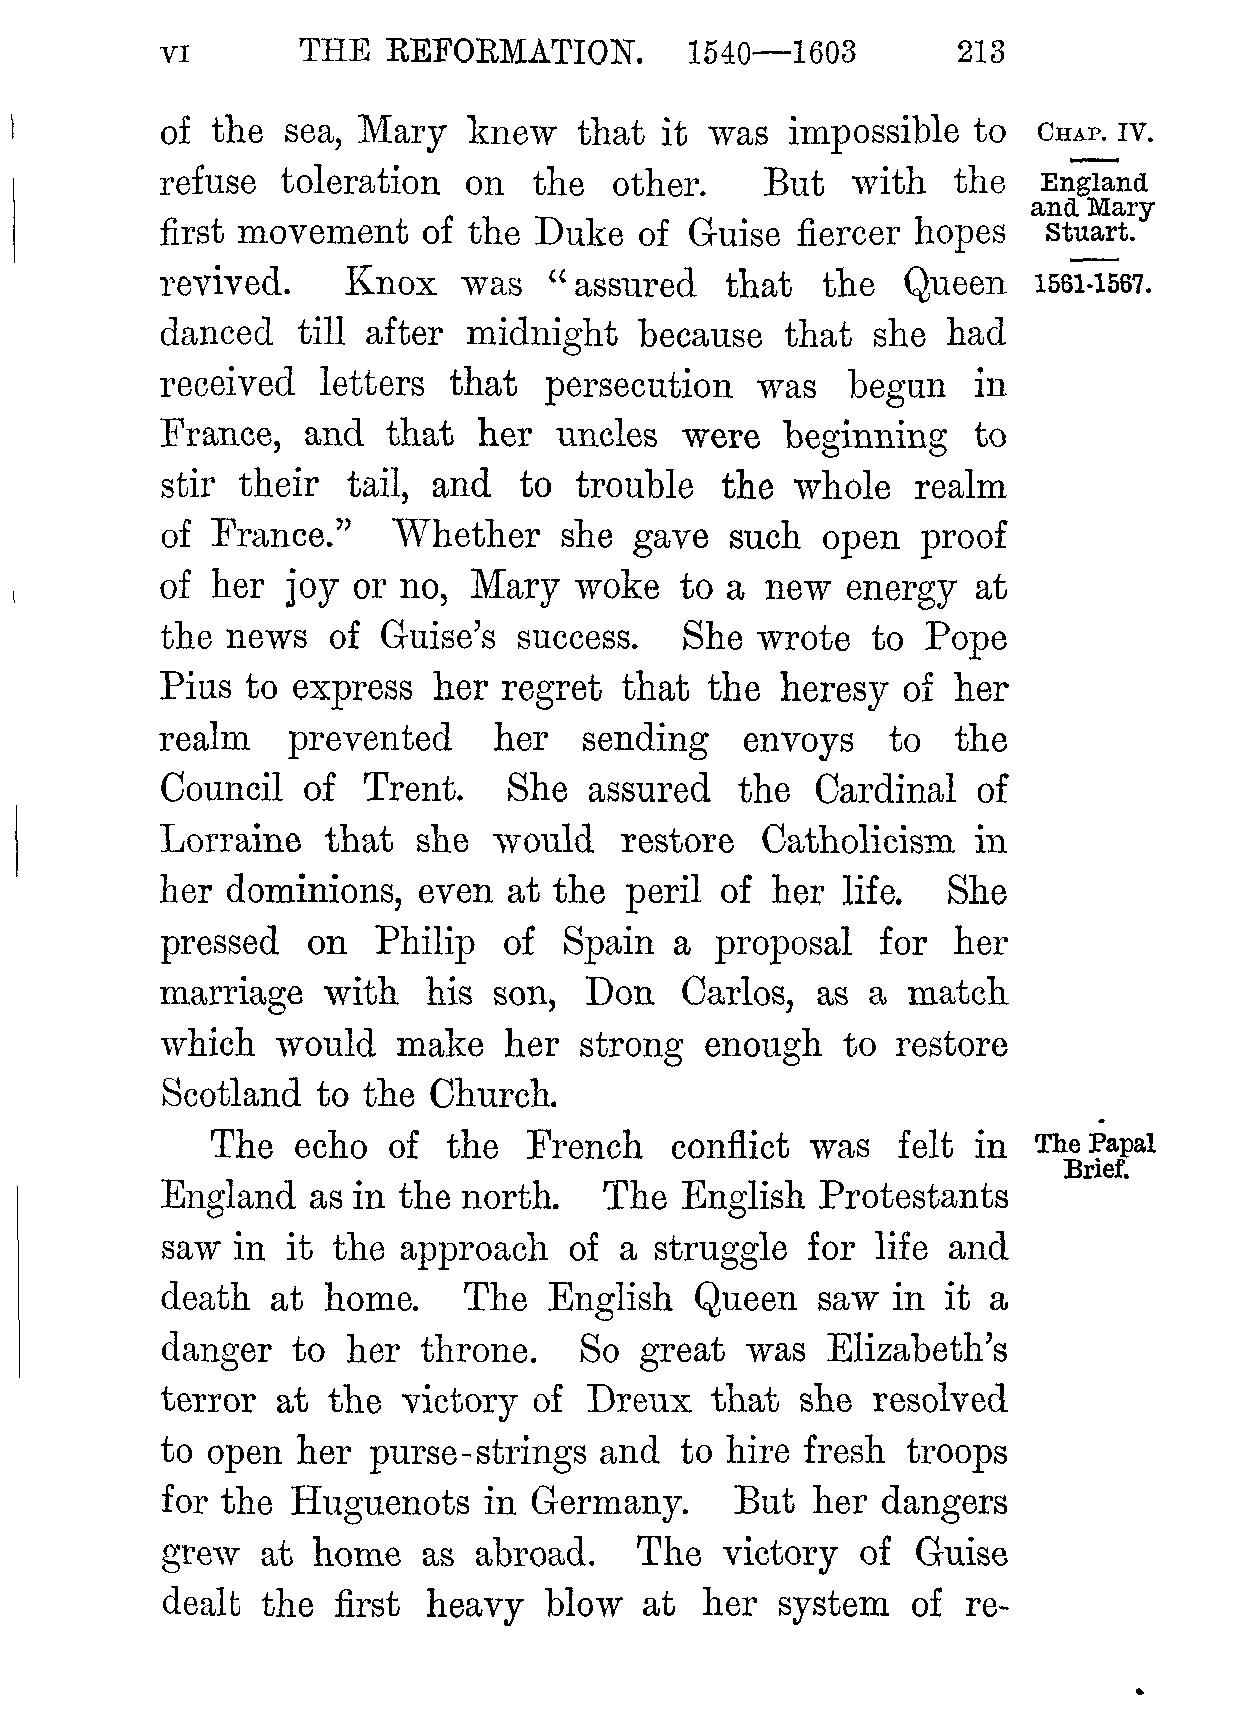 VI THE REFORMATION. 1540—1603 213
of the sea, Mary knew that it was impossible to
refuse toleration on the other. But with the
first movement of the Duke of Guise fiercer hopes
revived. Knox was “assured that the Queen
danced till after midnight because that she had
received letters that persecution was begun in
France, and that her uncles were beginning to
stir their tail, and to trouble the whole realm
of France.” Whether she gave such open proof
of her joy or no, Mary woke to a new energy at
the news of Guise’s success. She wrote to Pope
Pius to express her regret that the heresy of her
realm prevented her sending envoys to the
Council of Trent. She assured the Cardinal of
Lorraine that she would restore Catholicism in
her dominions, even at the peril of her life. She
pressed on Philip of Spain a proposal for her
marriage with his son, Don Carlos, as a match
which would make her strong enough to restore
Scotland to the Church.
The echo of the French conflict was felt in
England as in the north. The English Protestants
saw in it the approach of a struggle for life and
death at home. The English Queen saw in it a
danger to her throne. So great was Elizabeth’s
terror at the victory of Dreux that she resolved
to open her purse-strings and to hire fresh troops
for the Huguenots in Germany. But her dangers
grew at home as abroad. The victory of Guise
dealt the first heavy blow at her system of re-
CHAP. IV.
England
and Mary
Stuart.
1561-1567.
The Papal
Brief.